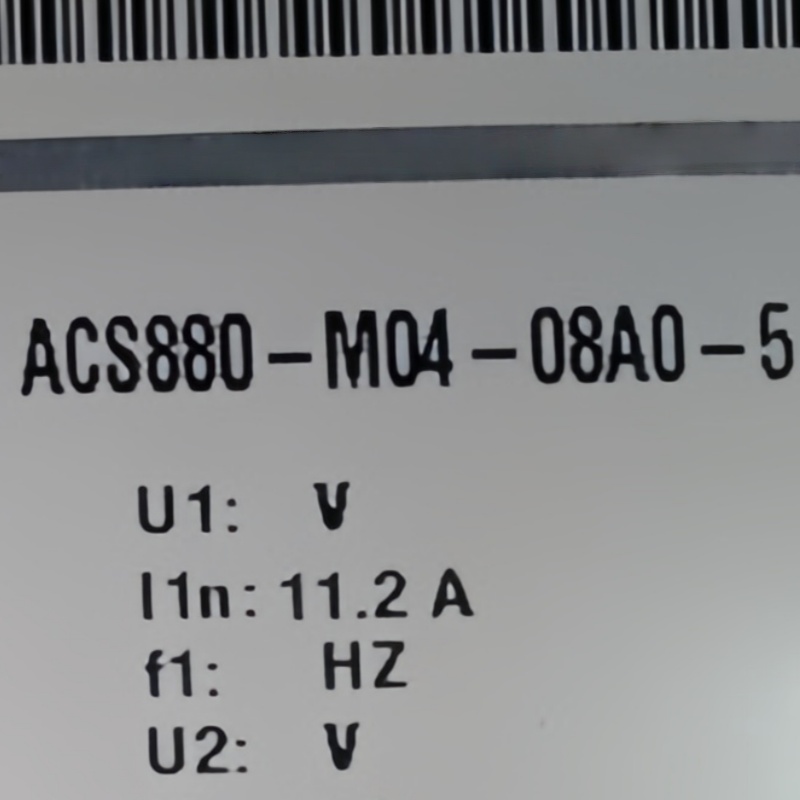 ACS880-M04-08A0-5
U1: V
I1n: 11.2 A
f1: HZ
U2: V